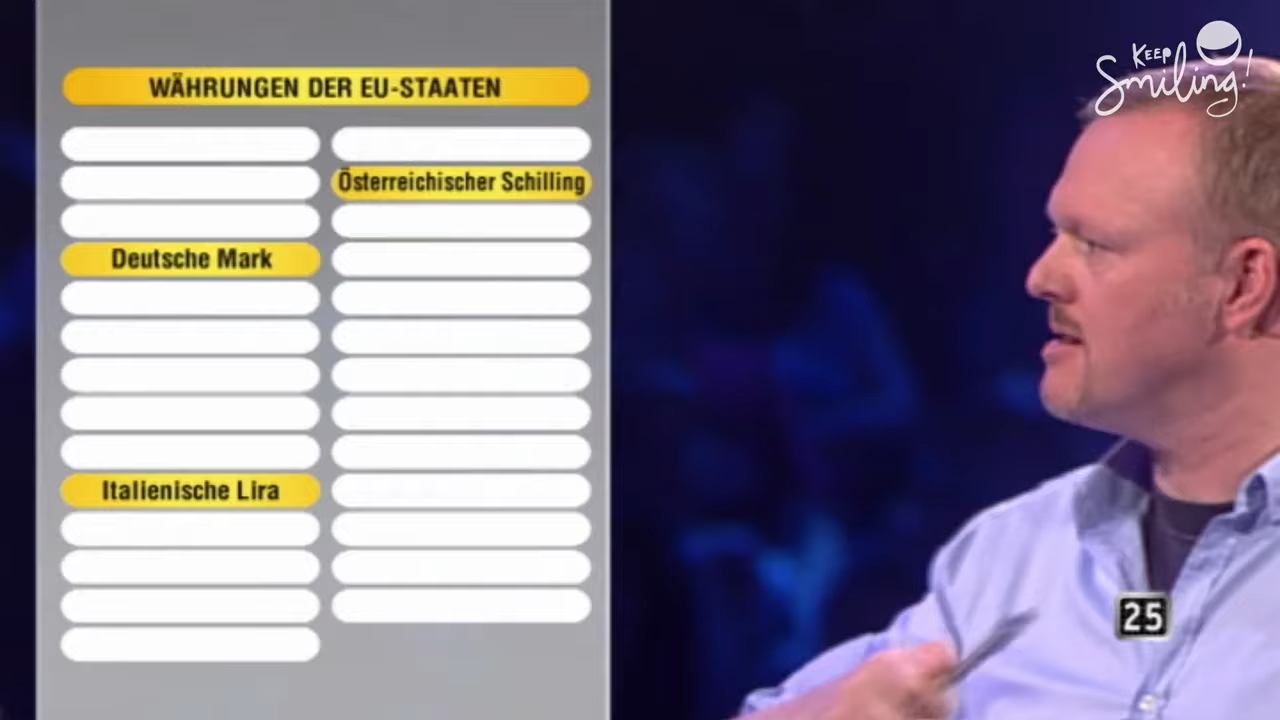 WÄHRUNGEN DER EU-STAATEN
Österreichischer Schilling
Deutsche Mark
Italienische Lira
KEEP
Smiling!
25